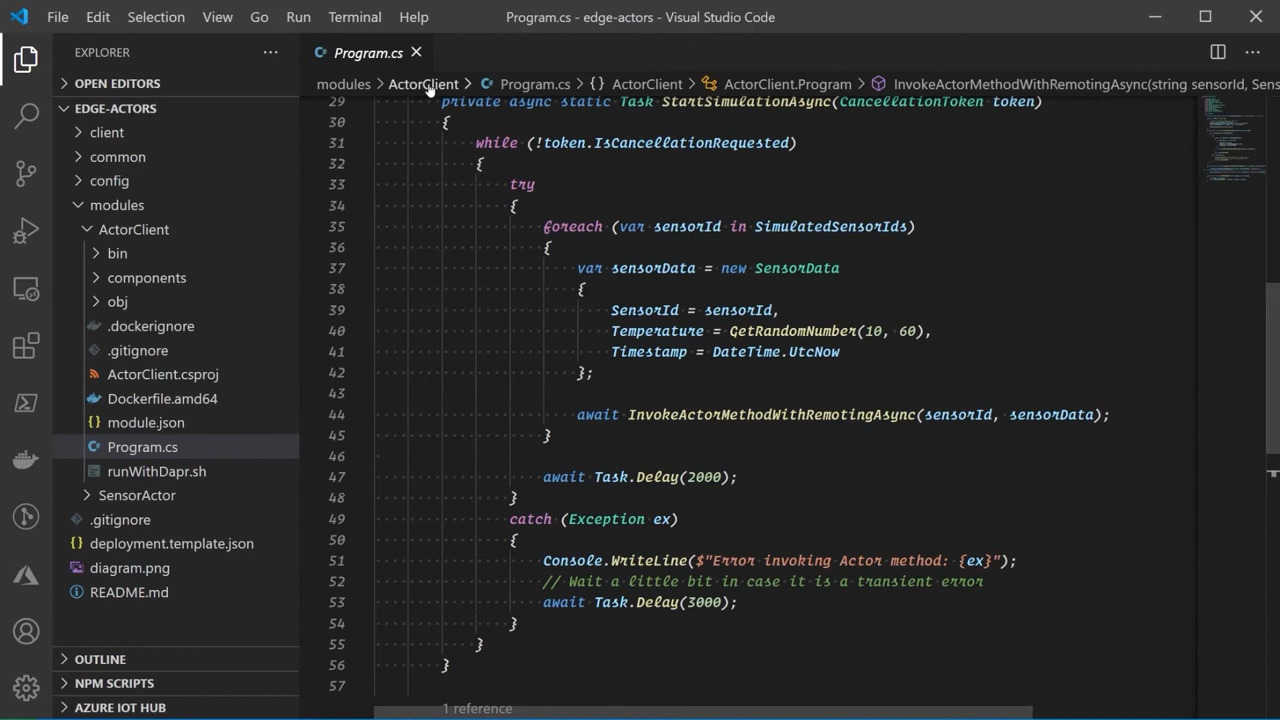 File Edit Selection View Go Run Terminal Help
Program.cs - edge-actors - Visual Studio Code
EXPLORER
OPEN EDITORS
EDGE-ACTORS
client
common
config
modules
ActorClient
bin
components
obj
.dockerignore
.gitignore
ActorClient.csproj
Dockerfile.amd64
module.json
Program.cs
runWithDapr.sh
SensorActor
.gitignore
deployment.template.json
diagram.png
README.md
OUTLINE
NPM SCRIPTS
AZURE IOT HUB
Program.cs
modules > ActorClient > Program.cs > {} ActorClient > ActorClient.Program > InvokeActorMethodWithRemotingAsync(string sensorId, Sens
29 private async static Task StartSimulationAsync(CancellationToken token)
30 {
31 while (!token.IsCancellationRequested)
32 {
33 try
34 {
35 foreach (var sensorId in SimulatedSensorIds)
36 {
37 var sensorData = new SensorData
38 {
39 SensorId = sensorId,
40 Temperature = GetRandomNumber(10, 60),
41 Timestamp = DateTime.UtcNow
42 };
43
44 await InvokeActorMethodWithRemotingAsync(sensorId, sensorData);
45 }
46
47 await Task.Delay(2000);
48 }
49 catch (Exception ex)
50 {
51 Console.WriteLine($"Error invoking Actor method: {ex}");
52 // Wait a little bit in case it is a transient error
53 await Task.Delay(3000);
54 }
55 }
56 }
57
1 reference